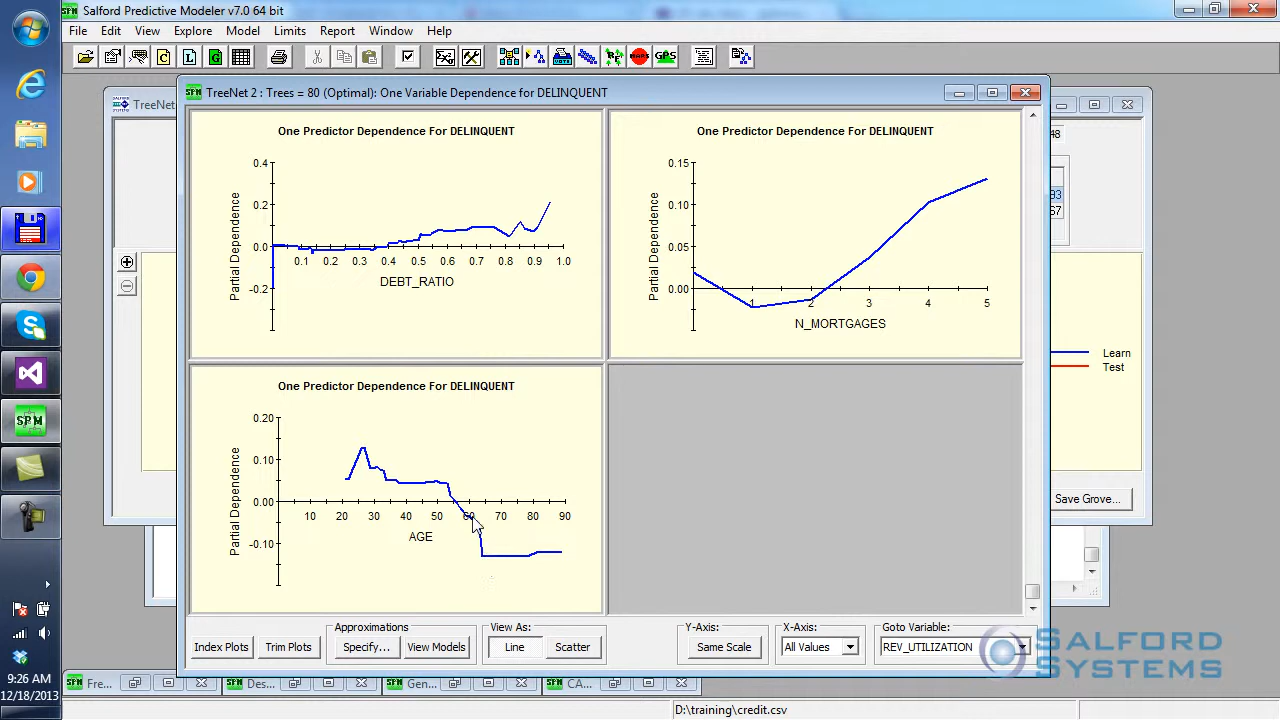 Salford Predictive Modeler v7.0 64 bit
File Edit View Explore Model Limits Report Window Help
TreeNet
TreeNet 2 : Trees = 80 (Optimal): One Variable Dependence for DELINQUENT
One Predictor Dependence For DELINQUENT
0.4
0.2
0.0
-0.2
0.1 0.2 0.3 0.4 0.5 0.6 0.7 0.8 0.9 1.0
Partial Dependence
DEBT_RATIO
One Predictor Dependence For DELINQUENT
0.15
0.10
0.05
0.00
1 2 3 4 5
Partial Dependence
N_MORTGAGES
One Predictor Dependence For DELINQUENT
0.20
0.10
0.00
-0.10
10 20 30 40 50 60 70 80 90
Partial Dependence
AGE
48
93
67
Learn
Test
Save Grove...
Approximations
View As:
Y-Axis:
X-Axis:
Goto Variable:
Index Plots Trim Plots Specify... View Models Line Scatter Same Scale All Values REV_UTILIZATION
SALFORD
SYSTEMS
Fre... Des... Gen... CA...
9:26 AM
12/18/2013
D:\training\credit.csv